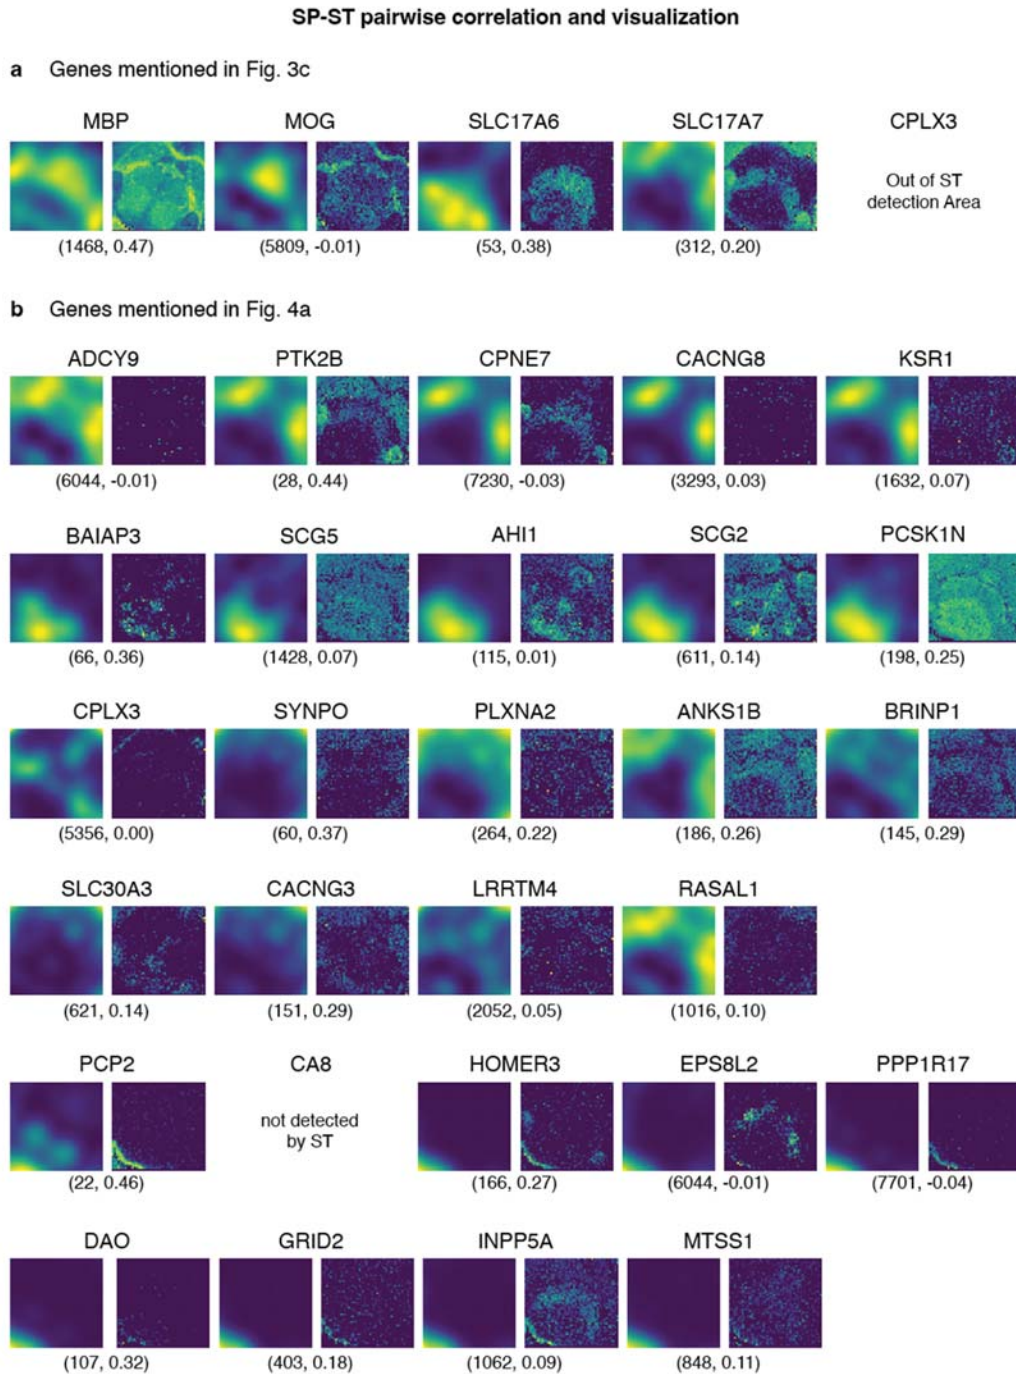 SP-ST pairwise correlation and visualization
a Genes mentioned in Fig. 3c
MBP MOG SLC17A6 SLC17A7 CPLX3
Out of ST
detection Area
(1468, 0.47) (5809, -0.01) (53, 0.38) (312, 0.20)
b Genes mentioned in Fig. 4a
ADCY9 PTK2B CPNE7 CACNG8 KSR1
(6044, -0.01) (28, 0.44) (7230, -0.03) (3293, 0.03) (1632, 0.07)
BAIAP3 SCG5 AHI1 SCG2 PCSK1N
(66, 0.36) (1428, 0.07) (115, 0.01) (611, 0.14) (198, 0.25)
CPLX3 SYNPO PLXNA2 ANKS1B BRINP1
(5356, 0.00) (60, 0.37) (264, 0.22) (186, 0.26) (145, 0.29)
SLC30A3 CACNG3 LRRTM4 RASAL1
(621, 0.14) (151, 0.29) (2052, 0.05) (1016, 0.10)
PCP2 CA8 HOMER3 EPS8L2 PPP1R17
not detected
by ST
(22, 0.46) (166, 0.27) (6044, -0.01) (7701, -0.04)
DAO GRID2 INPP5A MTSS1
(107, 0.32) (403, 0.18) (1062, 0.09) (848, 0.11)